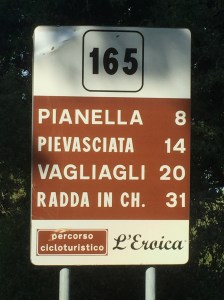 165
PIANELLA 8
PIEVASCIATA 14
VAGLIAGLI 20
RADDA IN CH. 31
percorso
cicloturistico L'Eroica